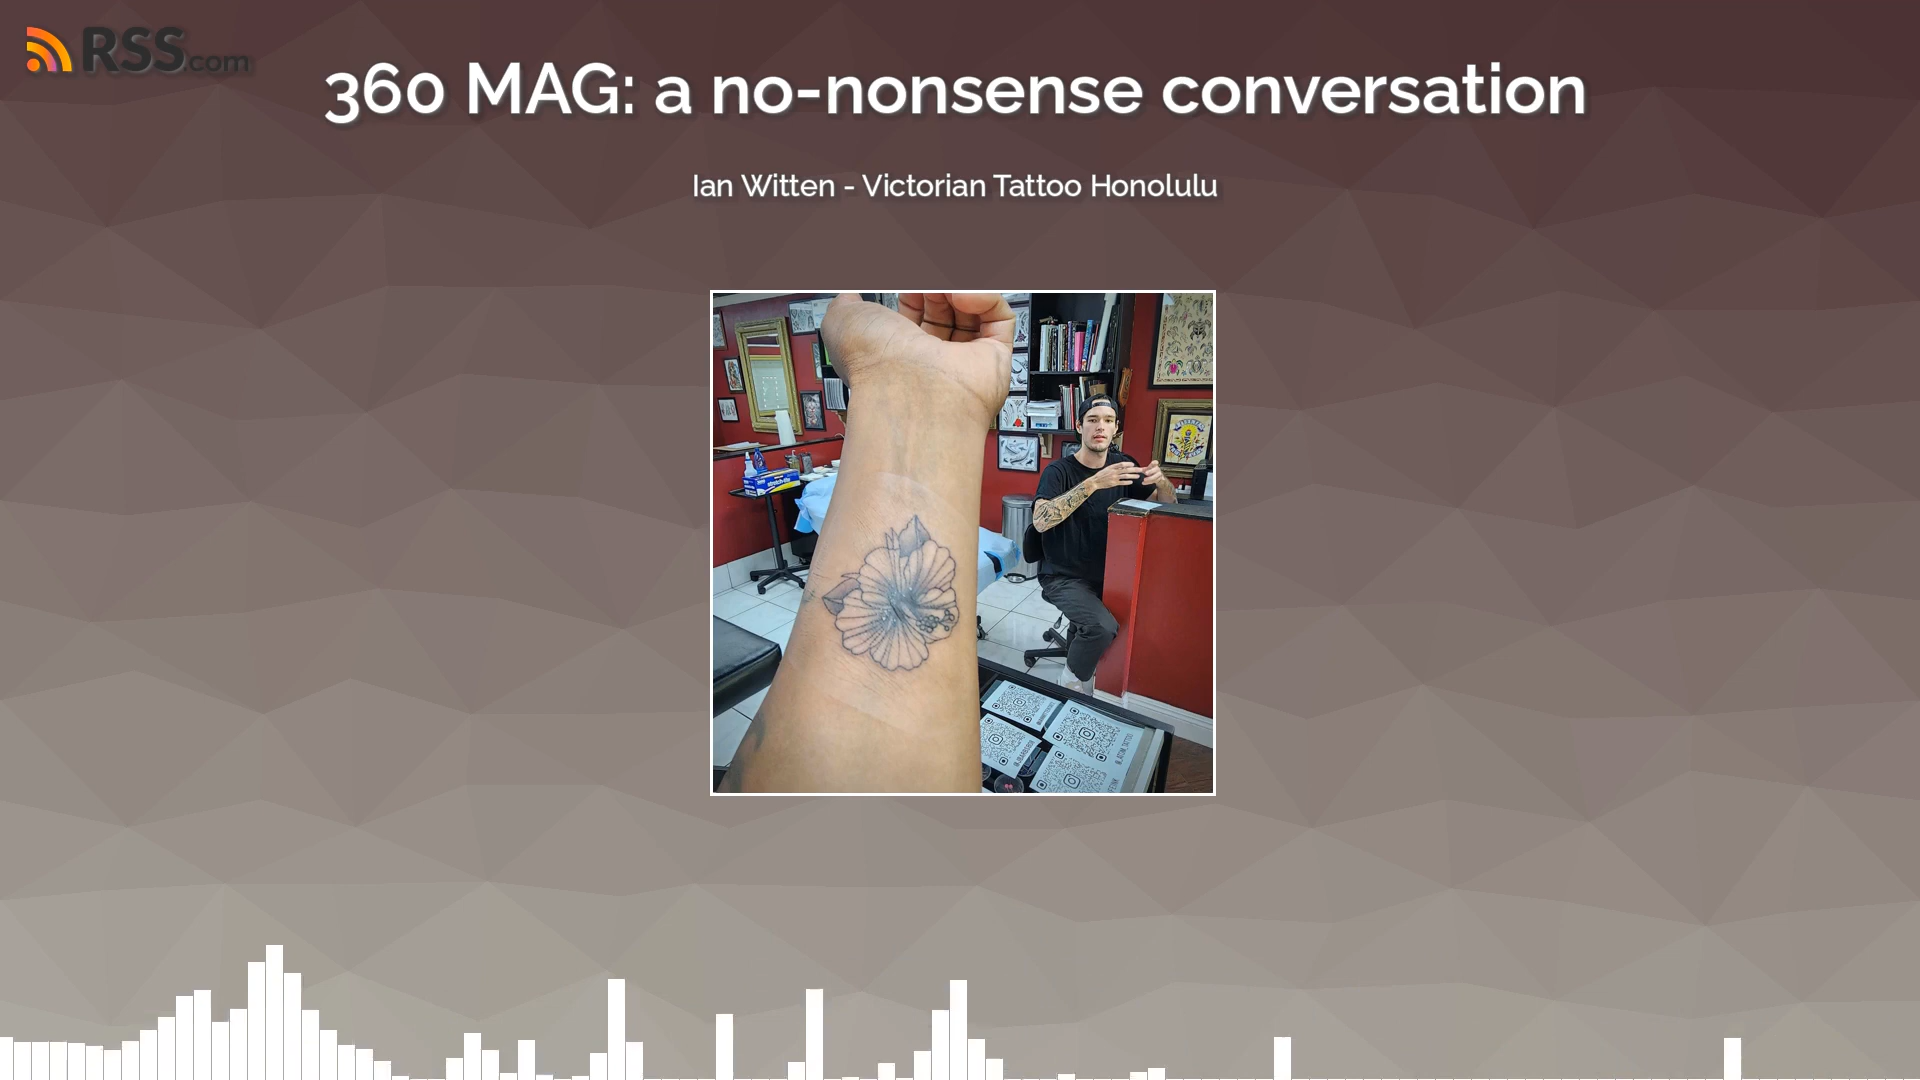 RSS.com
360 MAG: a no-nonsense conversation
Ian Witten - Victorian Tattoo Honolulu